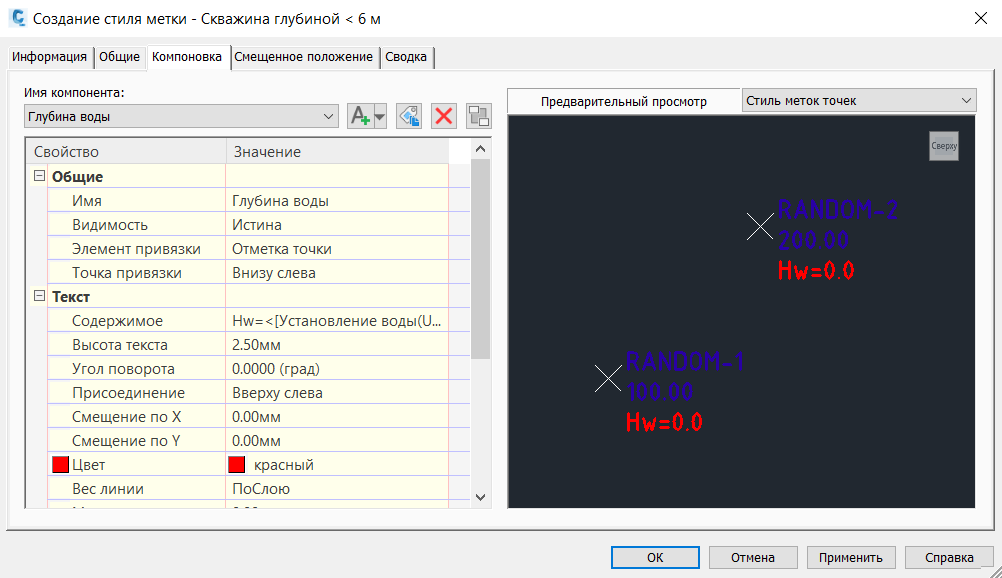 Создание стиля метки - Скважина глубиной < 6 м
Информация Общие Компоновка Смещенное положение Сводка
Имя компонента:
Глубина воды
Предварительный просмотр Стиль меток точек
Свойство Значение
Общие
Имя Глубина воды
Видимость Истина
Элемент привязки Отметка точки
Точка привязки Внизу слева
Текст
Содержимое Hw=<[Установление воды(U...
Высота текста 2.50мм
Угол поворота 0.0000 (град)
Присоединение Вверху слева
Смещение по X 0.00мм
Смещение по Y 0.00мм
Цвет красный
Вес линии ПоСлою
Сверху
RANDOM-2
200.00
Hw=0.0
RANDOM-1
100.00
Hw=0.0
ОК Отмена Применить Справка